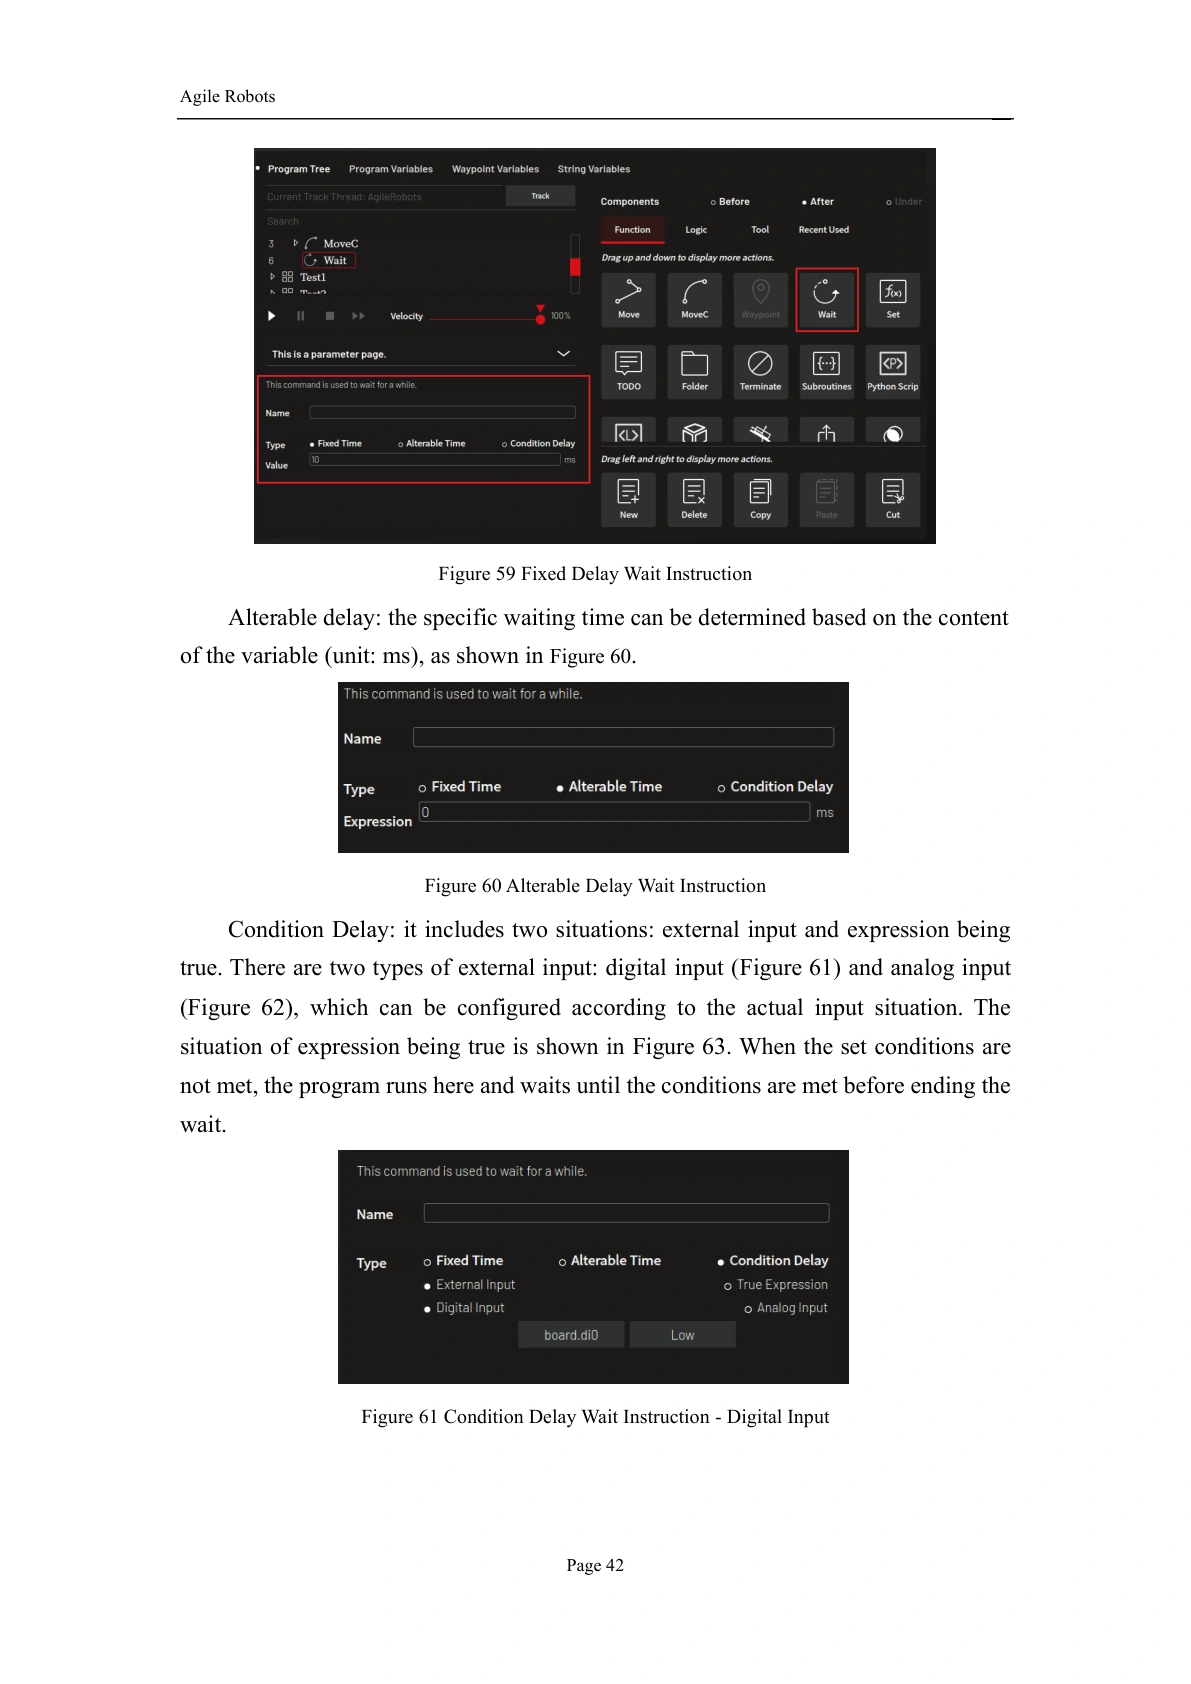 Agile Robots
Program Tree Program Variables Waypoint Variables String Variables
Current Track Thread: AgileRobots Track
Search
3 MoveC
6 Wait
Test1
Velocity 100%
This is a parameter page.
This command is used to wait for a while.
Name
Type Fixed Time Alterable Time Condition Delay
Value 10 ms
Components Before After Under
Function Logic Tool Recent Used
Drag up and down to display more actions.
Move MoveC Waypoint Wait Set
f(x)
TODO Folder Terminate Subroutines Python Scrip
<P>
<L>
Drag left and right to display more actions.
New Delete Copy Paste Cut
Figure 59 Fixed Delay Wait Instruction
Alterable delay: the specific waiting time can be determined based on the content
of the variable (unit: ms), as shown in Figure 60.
This command is used to wait for a while.
Name
Type Fixed Time Alterable Time Condition Delay
Expression 0 ms
Figure 60 Alterable Delay Wait Instruction
Condition Delay: it includes two situations: external input and expression being
true. There are two types of external input: digital input (Figure 61) and analog input
(Figure 62), which can be configured according to the actual input situation. The
situation of expression being true is shown in Figure 63. When the set conditions are
not met, the program runs here and waits until the conditions are met before ending the
wait.
This command is used to wait for a while.
Name
Type Fixed Time Alterable Time Condition Delay
External Input True Expression
Digital Input Analog Input
board.di0 Low
Figure 61 Condition Delay Wait Instruction - Digital Input
Page 42